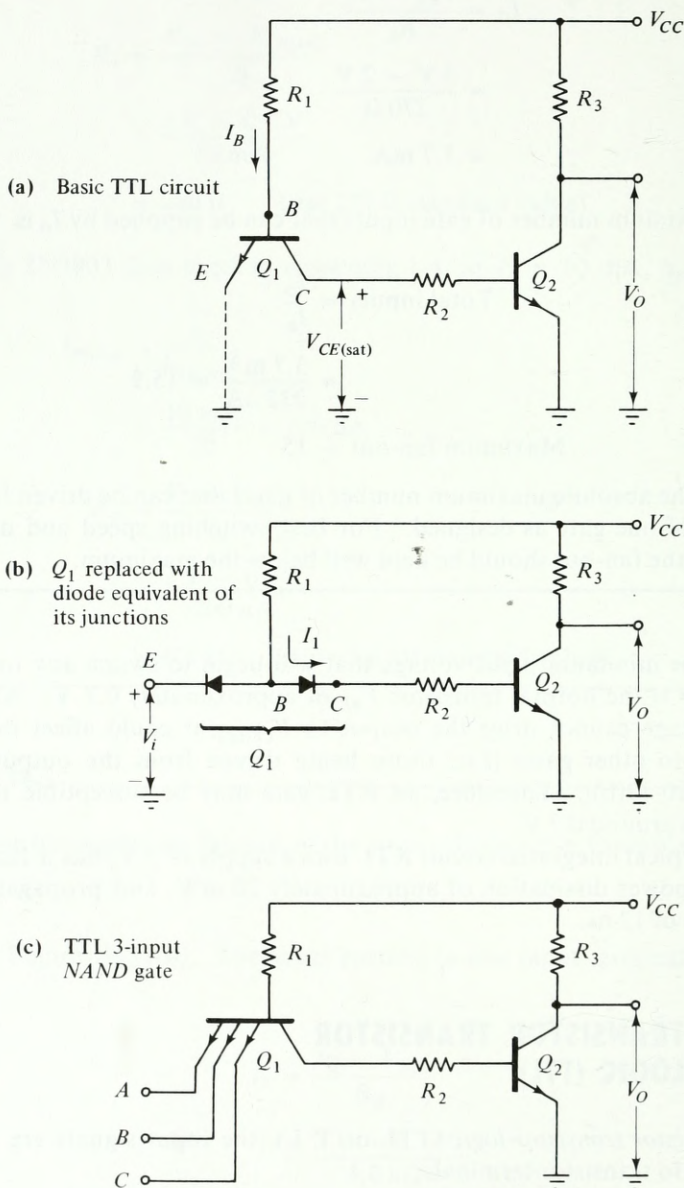 V_CC
R_1
R_3
I_B
(a) Basic TTL circuit
B
E
Q_1
C
+
R_2
Q_2
V_O
V_CE(sat)
−
V_CC
(b) Q_1 replaced with
diode equivalent of
its junctions
R_1
R_3
I_1
E
+
B
C
R_2
Q_2
V_O
V_i
−
Q_1
V_CC
(c) TTL 3-input
NAND gate
R_1
R_3
Q_1
A
R_2
Q_2
V_O
B
C